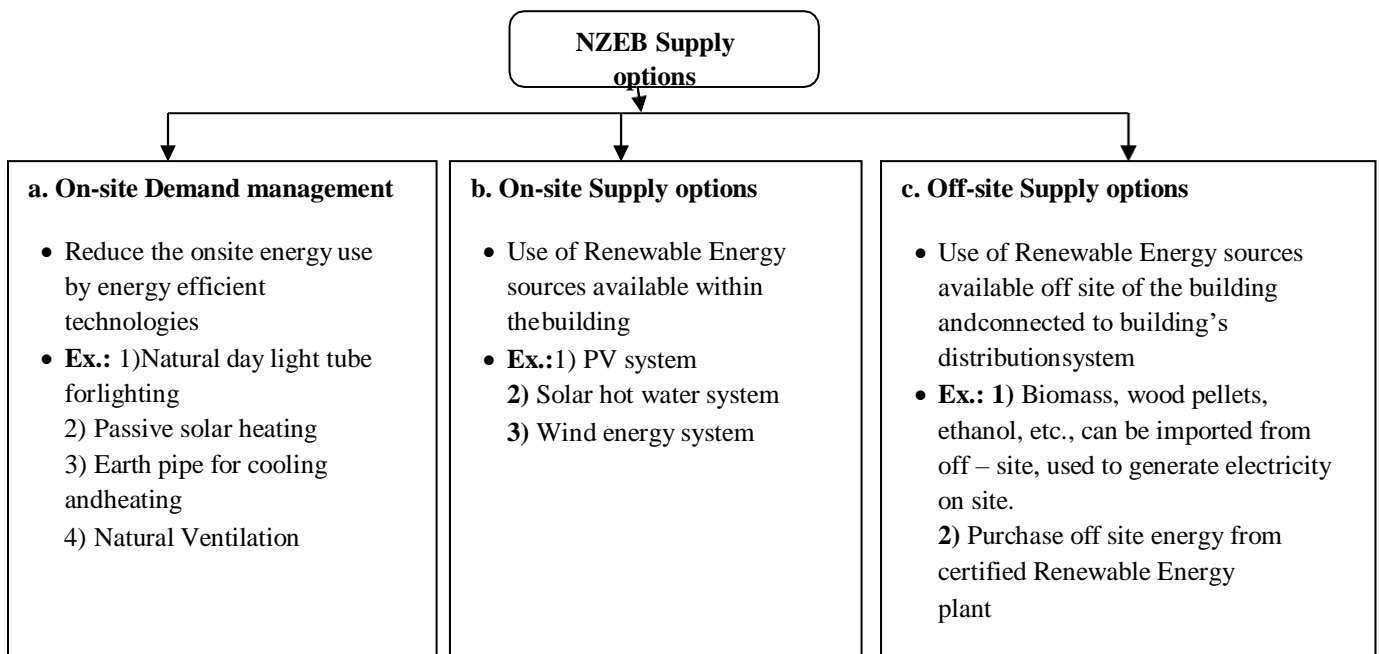 NZEB Supply
options
a. On-site Demand management
• Reduce the onsite energy use
by energy efficient
technologies
• Ex.: 1)Natural day light tube
forlighting
2) Passive solar heating
3) Earth pipe for cooling
andheating
4) Natural Ventilation
b. On-site Supply options
• Use of Renewable Energy
sources available within
thebuilding
• Ex.:1) PV system
2) Solar hot water system
3) Wind energy system
c. Off-site Supply options
• Use of Renewable Energy sources
available off site of the building
andconnected to building’s
distributionsystem
• Ex.: 1) Biomass, wood pellets,
ethanol, etc., can be imported from
off – site, used to generate electricity
on site.
2) Purchase off site energy from
certified Renewable Energy
plant